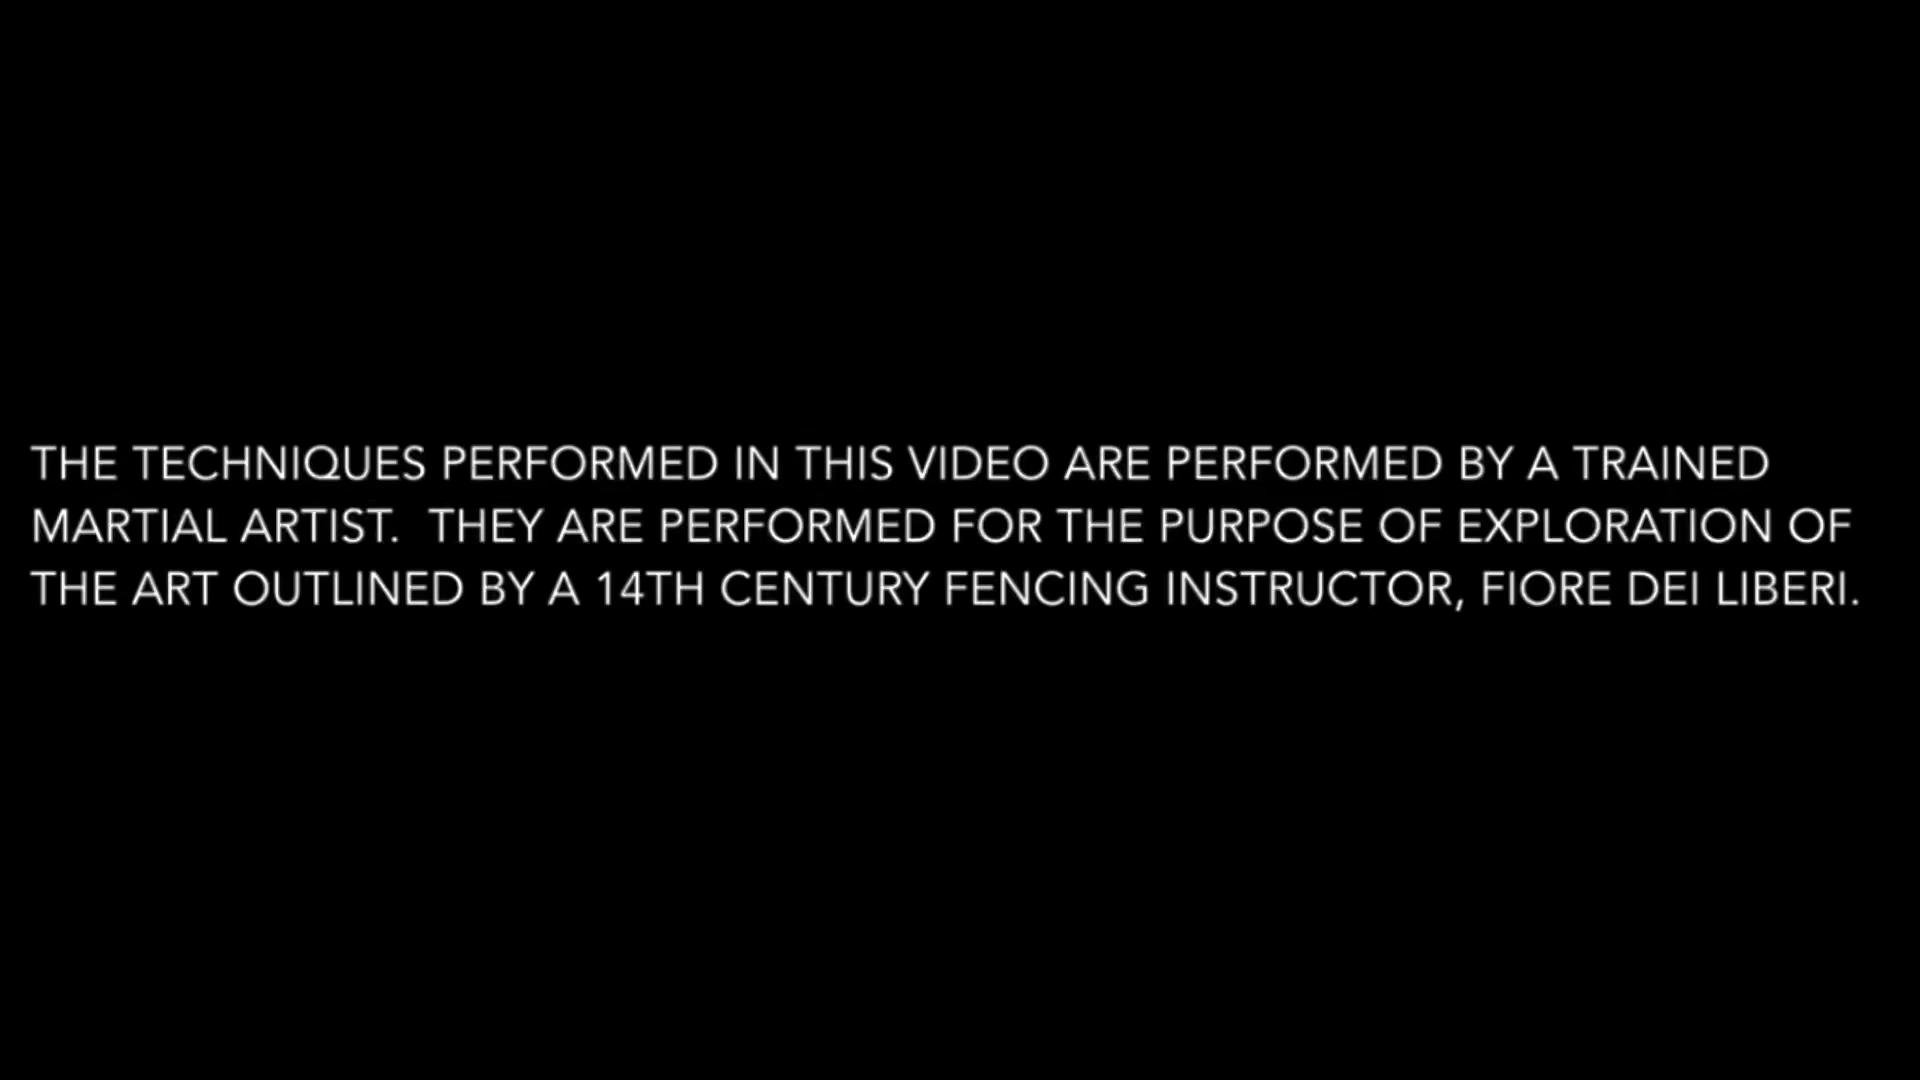 THE TECHNIQUES PERFORMED IN THIS VIDEO ARE PERFORMED BY A TRAINED
MARTIAL ARTIST.  THEY ARE PERFORMED FOR THE PURPOSE OF EXPLORATION OF
THE ART OUTLINED BY A 14TH CENTURY FENCING INSTRUCTOR, FIORE DEI LIBERI.